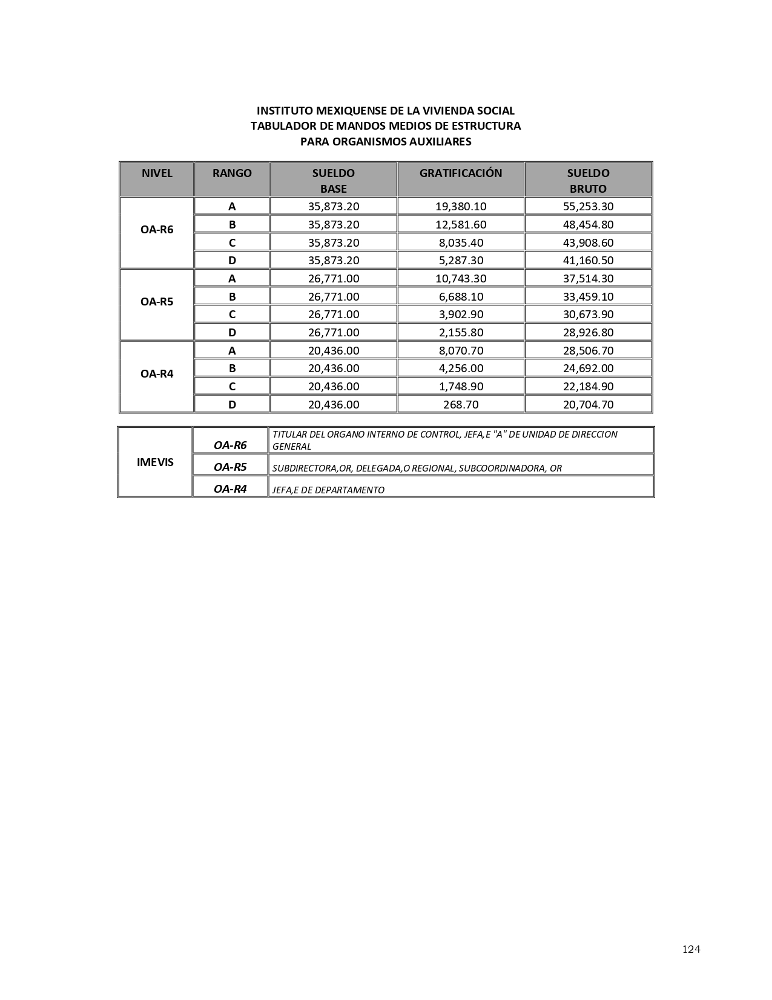 INSTITUTO MEXIQUENSE DE LA VIVIENDA SOCIAL
TABULADOR DE MANDOS MEDIOS DE ESTRUCTURA
PARA ORGANISMOS AUXILIARES
NIVEL RANGO SUELDO BASE GRATIFICACIÓN SUELDO BRUTO
OA-R6
A 35,873.20 19,380.10 55,253.30
B 35,873.20 12,581.60 48,454.80
C 35,873.20 8,035.40 43,908.60
D 35,873.20 5,287.30 41,160.50
OA-R5
A 26,771.00 10,743.30 37,514.30
B 26,771.00 6,688.10 33,459.10
C 26,771.00 3,902.90 30,673.90
D 26,771.00 2,155.80 28,926.80
OA-R4
A 20,436.00 8,070.70 28,506.70
B 20,436.00 4,256.00 24,692.00
C 20,436.00 1,748.90 22,184.90
D 20,436.00 268.70 20,704.70
IMEVIS
OA-R6 TITULAR DEL ORGANO INTERNO DE CONTROL, JEFA,E "A" DE UNIDAD DE DIRECCION
GENERAL
OA-R5 SUBDIRECTORA,OR, DELEGADA,O REGIONAL, SUBCOORDINADORA, OR
OA-R4 JEFA,E DE DEPARTAMENTO
124